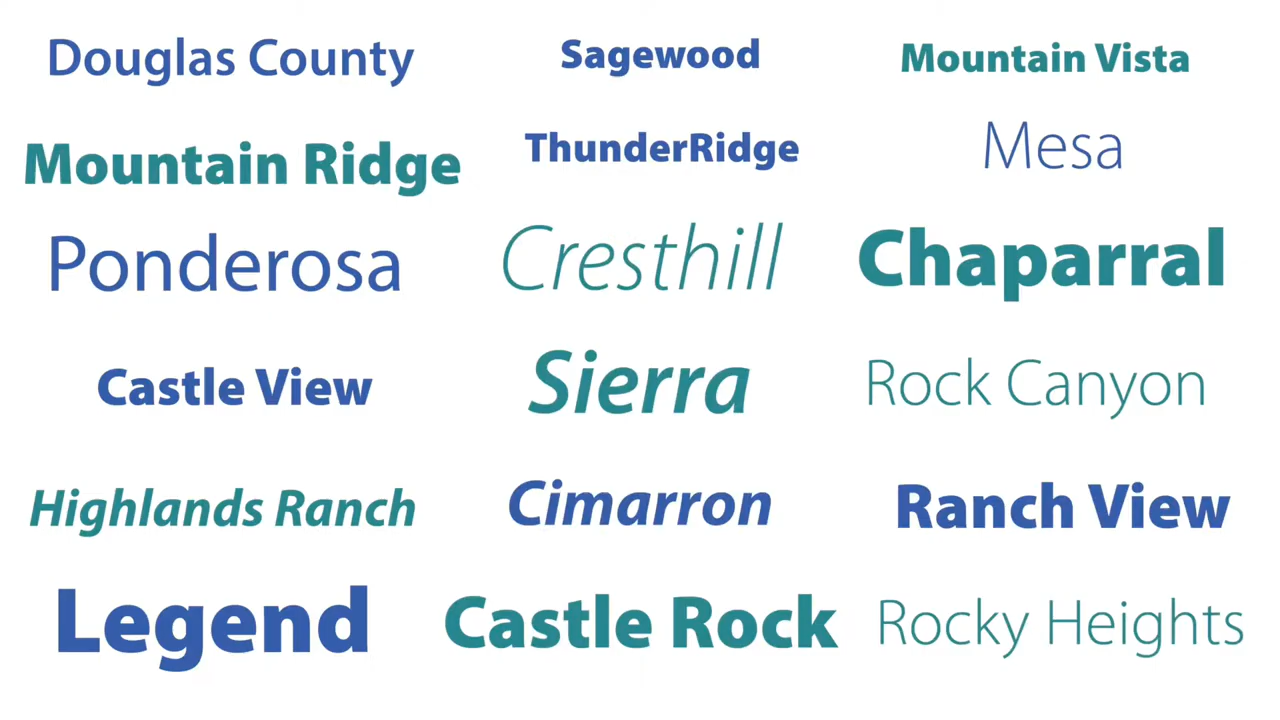 Douglas County
Sagewood
Mountain Vista
Mountain Ridge
ThunderRidge
Mesa
Ponderosa
Cresthill
Chaparral
Castle View
Sierra
Rock Canyon
Highlands Ranch
Cimarron
Ranch View
Legend
Castle Rock
Rocky Heights